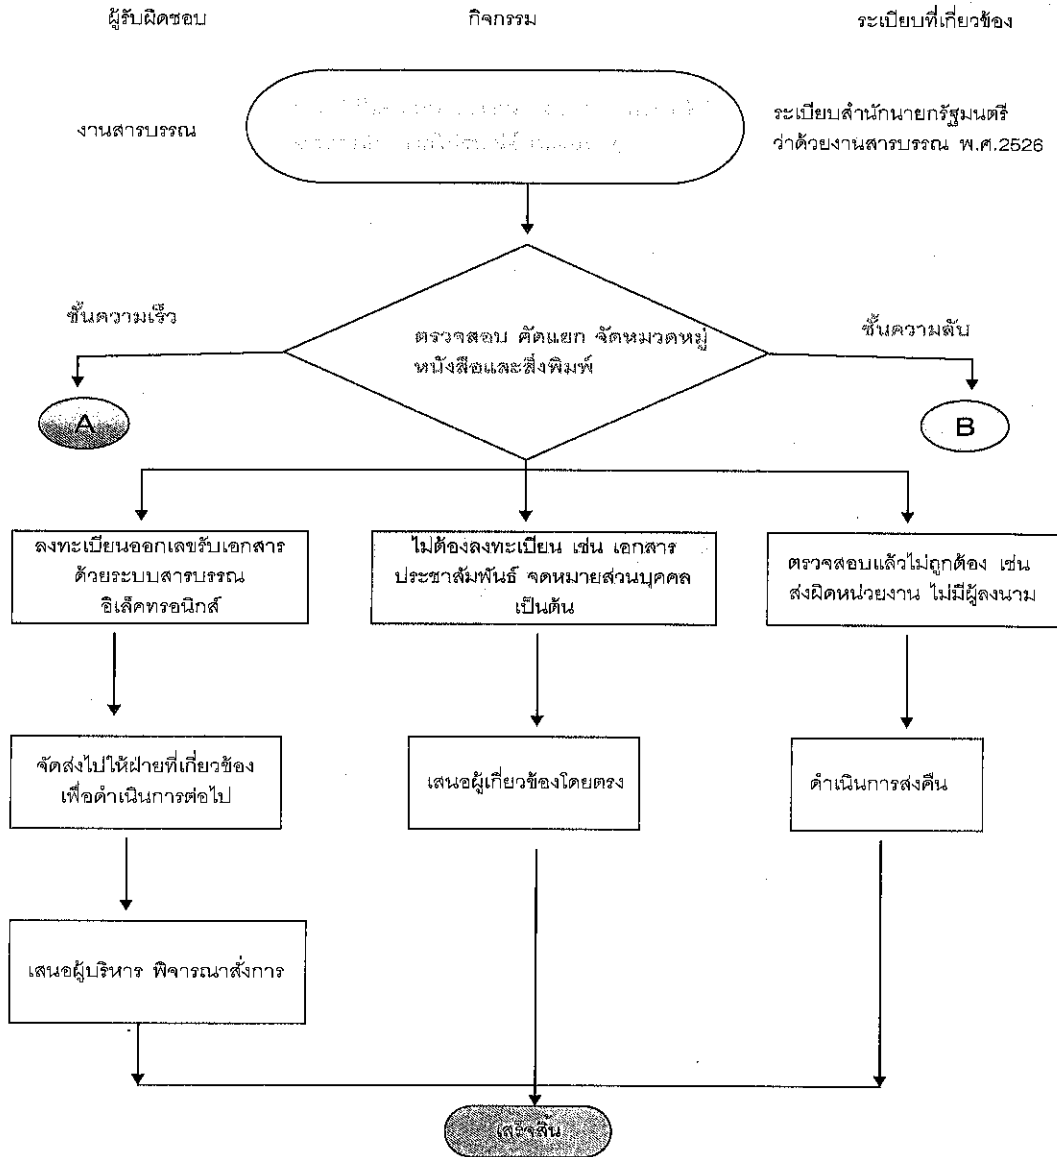 ผู้รับผิดชอบ
กิจกรรม
ระเบียบที่เกี่ยวข้อง
งานสารบรรณ
ระเบียบสำนักนายกรัฐมนตรี
ว่าด้วยงานสารบรรณ พ.ศ.2526
ชั้นความเร็ว
ตรวจสอบ คัดแยก จัดหมวดหมู่
หนังสือและสิ่งพิมพ์
ชั้นความลับ
A
B
ลงทะเบียนออกเลขรับเอกสาร
ด้วยระบบสารบรรณ
อิเล็คทรอนิกส์
ไม่ต้องลงทะเบียน เช่น เอกสาร
ประชาสัมพันธ์ จดหมายส่วนบุคคล
เป็นต้น
ตรวจสอบแล้วไม่ถูกต้อง เช่น
ส่งผิดหน่วยงาน ไม่มีผู้ลงนาม
จัดส่งไปให้ฝ่ายที่เกี่ยวข้อง
เพื่อดำเนินการต่อไป
เสนอผู้เกี่ยวข้องโดยตรง
ดำเนินการส่งคืน
เสนอผู้บริหาร พิจารณาสั่งการ
เสร็จสิ้น